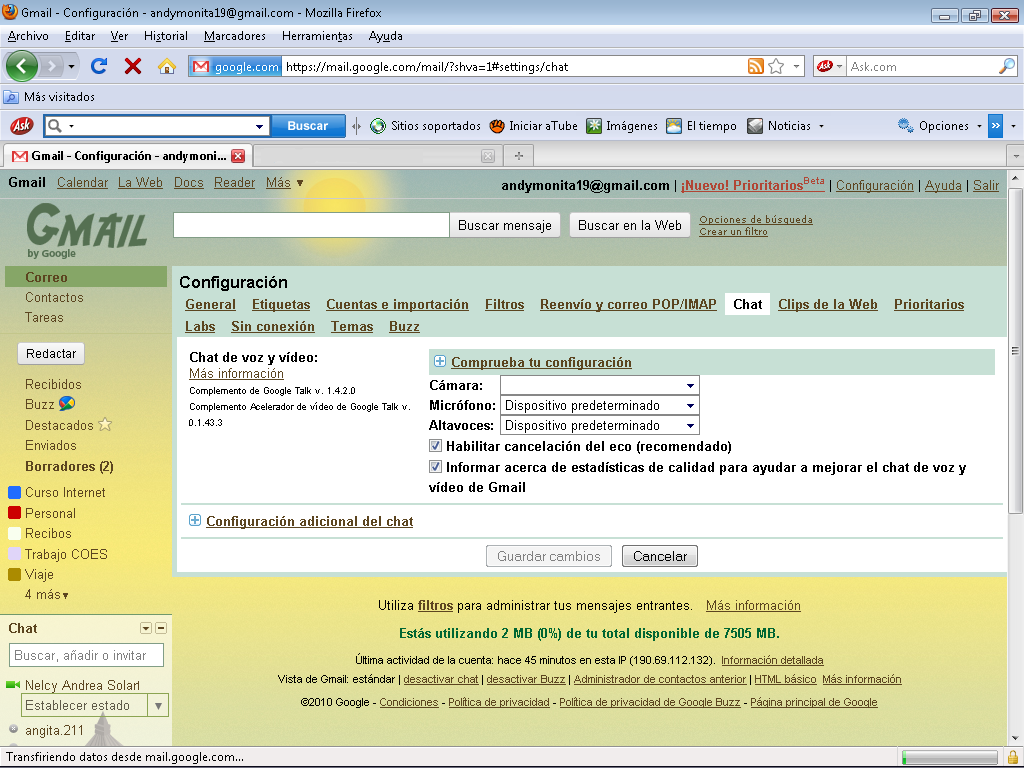 Gmail - Configuración - andymonita19@gmail.com - Mozilla Firefox
Archivo Editar Ver Historial Marcadores Herramientas Ayuda
google.com https://mail.google.com/mail/?shva=1#settings/chat Ask Ask.com
Más visitados
Ask Buscar Sitios soportados Iniciar aTube Imágenes El tiempo Noticias Opciones »
Gmail - Configuración - andymoni...
Gmail Calendar La Web Docs Reader Más ▼ andymonita19@gmail.com | ¡Nuevo! Prioritarios Beta | Configuración | Ayuda | Salir
GMAIL
by Google
Buscar mensaje Buscar en la Web Opciones de búsqueda
Crear un filtro
Correo
Contactos
Tareas
Redactar
Recibidos
Buzz
Destacados
Enviados
Borradores (2)
Curso Internet
Personal
Recibos
Trabajo COES
Viaje
4 más▼
Chat
Buscar, añadir o invitar
Nelcy Andrea Solart
Establecer estado
angita.211
Configuración
General Etiquetas Cuentas e importación Filtros Reenvío y correo POP/IMAP Chat Clips de la Web Prioritarios
Labs Sin conexión Temas Buzz
Chat de voz y vídeo:
Más información
Complemento de Google Talk v. 1.4.2.0
Complemento Acelerador de vídeo de Google Talk v.
0.1.43.3
Comprueba tu configuración
Cámara:
Micrófono: Dispositivo predeterminado
Altavoces: Dispositivo predeterminado
Habilitar cancelación del eco (recomendado)
Informar acerca de estadísticas de calidad para ayudar a mejorar el chat de voz y
vídeo de Gmail
Configuración adicional del chat
Guardar cambios Cancelar
Utiliza filtros para administrar tus mensajes entrantes. Más información
Estás utilizando 2 MB (0%) de tu total disponible de 7505 MB.
Última actividad de la cuenta: hace 45 minutos en esta IP (190.69.112.132). Información detallada
Vista de Gmail: estándar | desactivar chat | desactivar Buzz | Administrador de contactos anterior | HTML básico Más información
©2010 Google - Condiciones - Política de privacidad - Política de privacidad de Google Buzz - Página principal de Google
Transfiriendo datos desde mail.google.com...